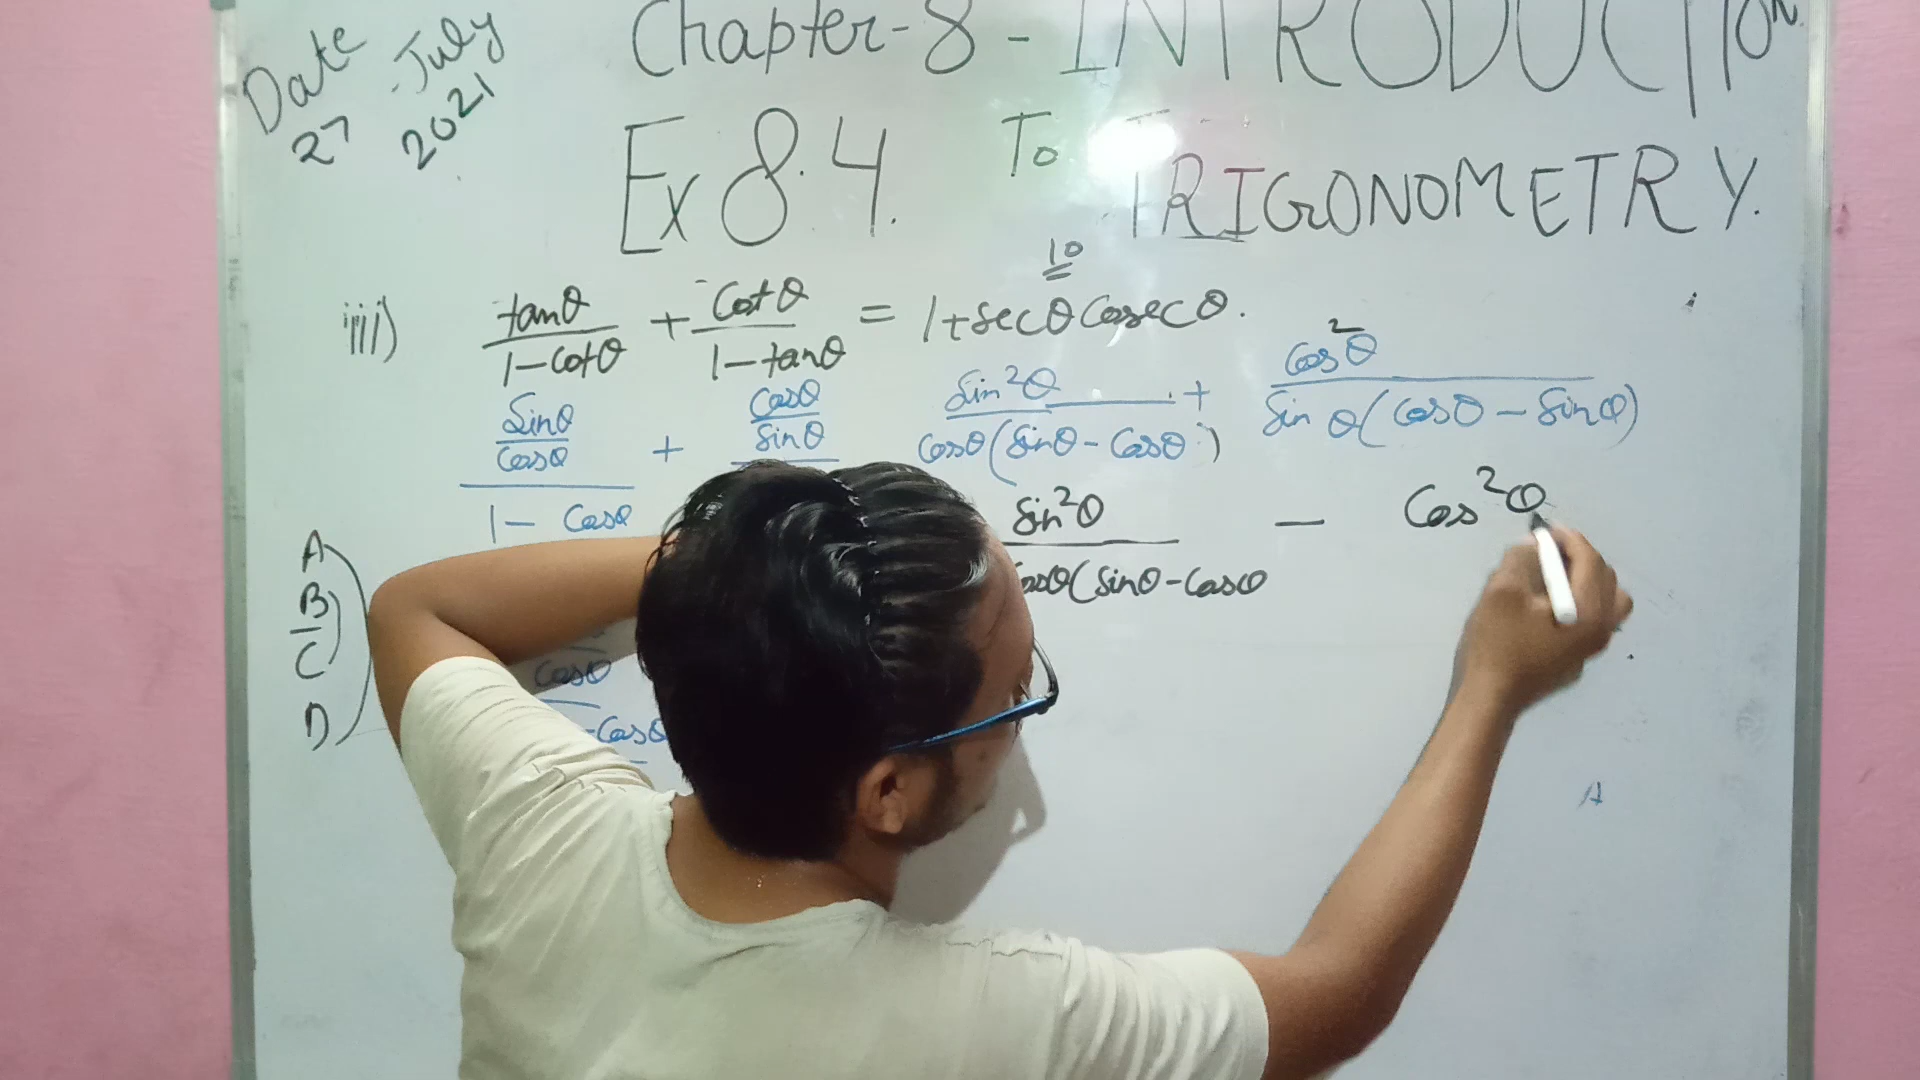 Date 27 July 2021
Chapter-8 - INTRODUCTION
Ex 8.4. To TRIGONOMETRY.
10
iii) tanθ/1-cotθ + cotθ/1-tanθ = 1+secθ cosecθ.
sinθ/cosθ / 1- cosθ + cosθ/sinθ
sin²θ/cosθ(sinθ-cosθ) + cos²θ/sinθ(cosθ-sinθ)
sin²θ/cosθ(sinθ-cosθ - cos²θ
A
B
C
D
cosθ
-cosθ
A